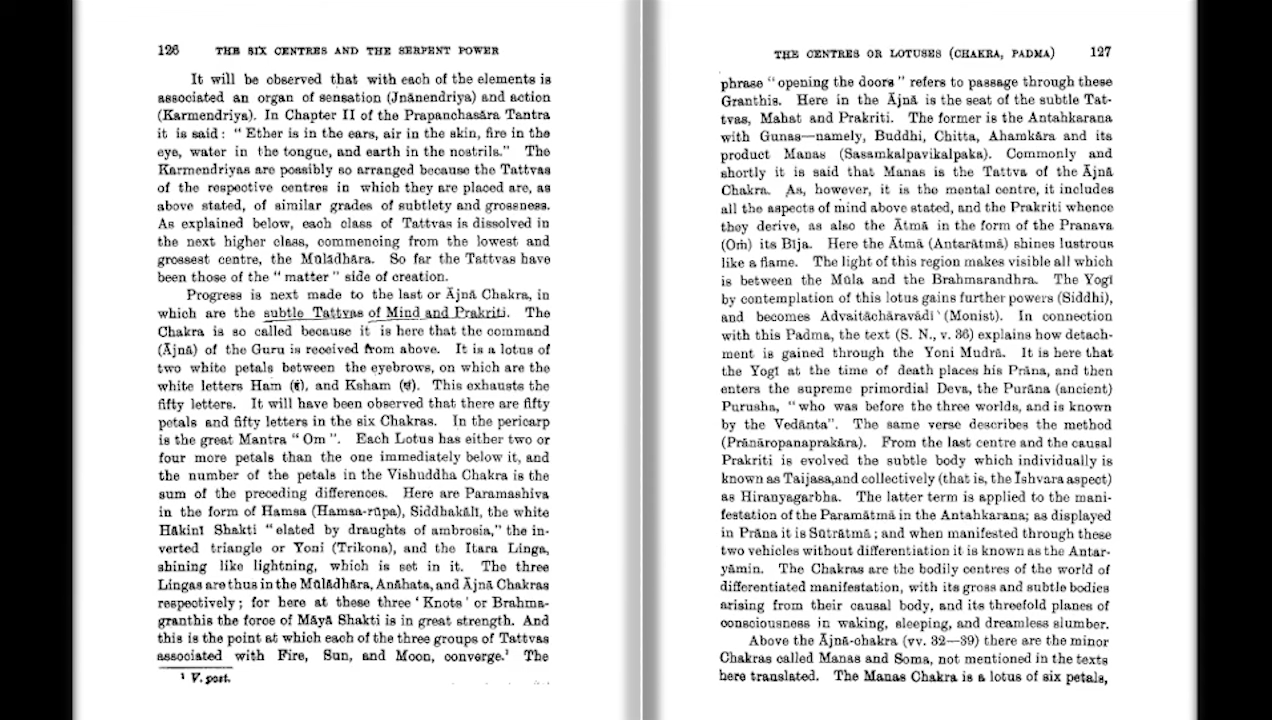 126 THE SIX CENTRES AND THE SERPENT POWER
It will be observed that with each of the elements is
associated an organ of sensation (Jnānendriya) and action
(Karmendriya). In Chapter II of the Prapanchasāra Tantra
it is said: “ Ether is in the ears, air in the skin, fire in the
eye, water in the tongue, and earth in the nostrils.” The
Karmendriyas are possibly so arranged because the Tattvas
of the respective centres in which they are placed are, as
above stated, of similar grades of subtlety and grossness.
As explained below, each class of Tattvas is dissolved in
the next higher class, commencing from the lowest and
grossest centre, the Mūlādhāra. So far the Tattvas have
been those of the “ matter ” side of creation.
Progress is next made to the last or Ājnā Chakra, in
which are the subtle Tattvas of Mind and Prakriti. The
Chakra is so called because it is here that the command
(Ājnā) of the Guru is received from above. It is a lotus of
two white petals between the eyebrows, on which are the
white letters Ham (हं), and Ksham (क्षं). This exhausts the
fifty letters. It will have been observed that there are fifty
petals and fifty letters in the six Chakras. In the pericarp
is the great Mantra “ Om ”. Each Lotus has either two or
four more petals than the one immediately below it, and
the number of the petals in the Vishuddha Chakra is the
sum of the preceding differences. Here are Paramashiva
in the form of Hamsa (Hamsa-rūpa), Siddhakālī, the white
Hākinī Shakti “ elated by draughts of ambrosia,” the in-
verted triangle or Yoni (Trikona), and the Itara Linga,
shining like lightning, which is set in it. The three
Lingas are thus in the Mūlādhāra, Anāhata, and Ājnā Chakras
respectively ; for here at these three ‘ Knots ’ or Brahma-
granthis the force of Māyā Shakti is in great strength. And
this is the point at which each of the three groups of Tattvas
associated with Fire, Sun, and Moon, converge.¹ The
¹ V. post.
THE CENTRES OR LOTUSES (CHAKRA, PADMA) 127
phrase “ opening the doors ” refers to passage through these
Granthis. Here in the Ājnā is the seat of the subtle Tat-
tvas, Mahat and Prakriti. The former is the Antahkarana
with Gunas—namely, Buddhi, Chitta, Ahamkāra and its
product Manas (Sasamkalpavikalpaka). Commonly and
shortly it is said that Manas is the Tattva of the Ājnā
Chakra. As, however, it is the mental centre, it includes
all the aspects of mind above stated, and the Prakriti whence
they derive, as also the Ātmā in the form of the Pranava
(Oṁ) its Bīja. Here the Ātmā (Antarātmā) shines lustrous
like a flame. The light of this region makes visible all which
is between the Mūla and the Brahmarandhra. The Yogī
by contemplation of this lotus gains further powers (Siddhi),
and becomes Advaitāchāravādī (Monist). In connection
with this Padma, the text (S. N., v. 36) explains how detach-
ment is gained through the Yoni Mudrā. It is here that
the Yogī at the time of death places his Prāna, and then
enters the supreme primordial Deva, the Purāna (ancient)
Purusha, “ who was before the three worlds, and is known
by the Vedānta”. The same verse describes the method
(Prānāropanaprakāra). From the last centre and the causal
Prakriti is evolved the subtle body which individually is
known as Taijasa,and collectively (that is, the Īshvara aspect)
as Hiranyagarbha. The latter term is applied to the mani-
festation of the Paramātmā in the Antahkarana; as displayed
in Prāna it is Sūtrātmā ; and when manifested through these
two vehicles without differentiation it is known as the Antar-
yāmin. The Chakras are the bodily centres of the world of
differentiated manifestation, with its gross and subtle bodies
arising from their causal body, and its threefold planes of
consciousness in waking, sleeping, and dreamless slumber.
Above the Ājnā-chakra (vv. 32—39) there are the minor
Chakras called Manas and Soma, not mentioned in the texts
here translated. The Manas Chakra is a lotus of six petals,